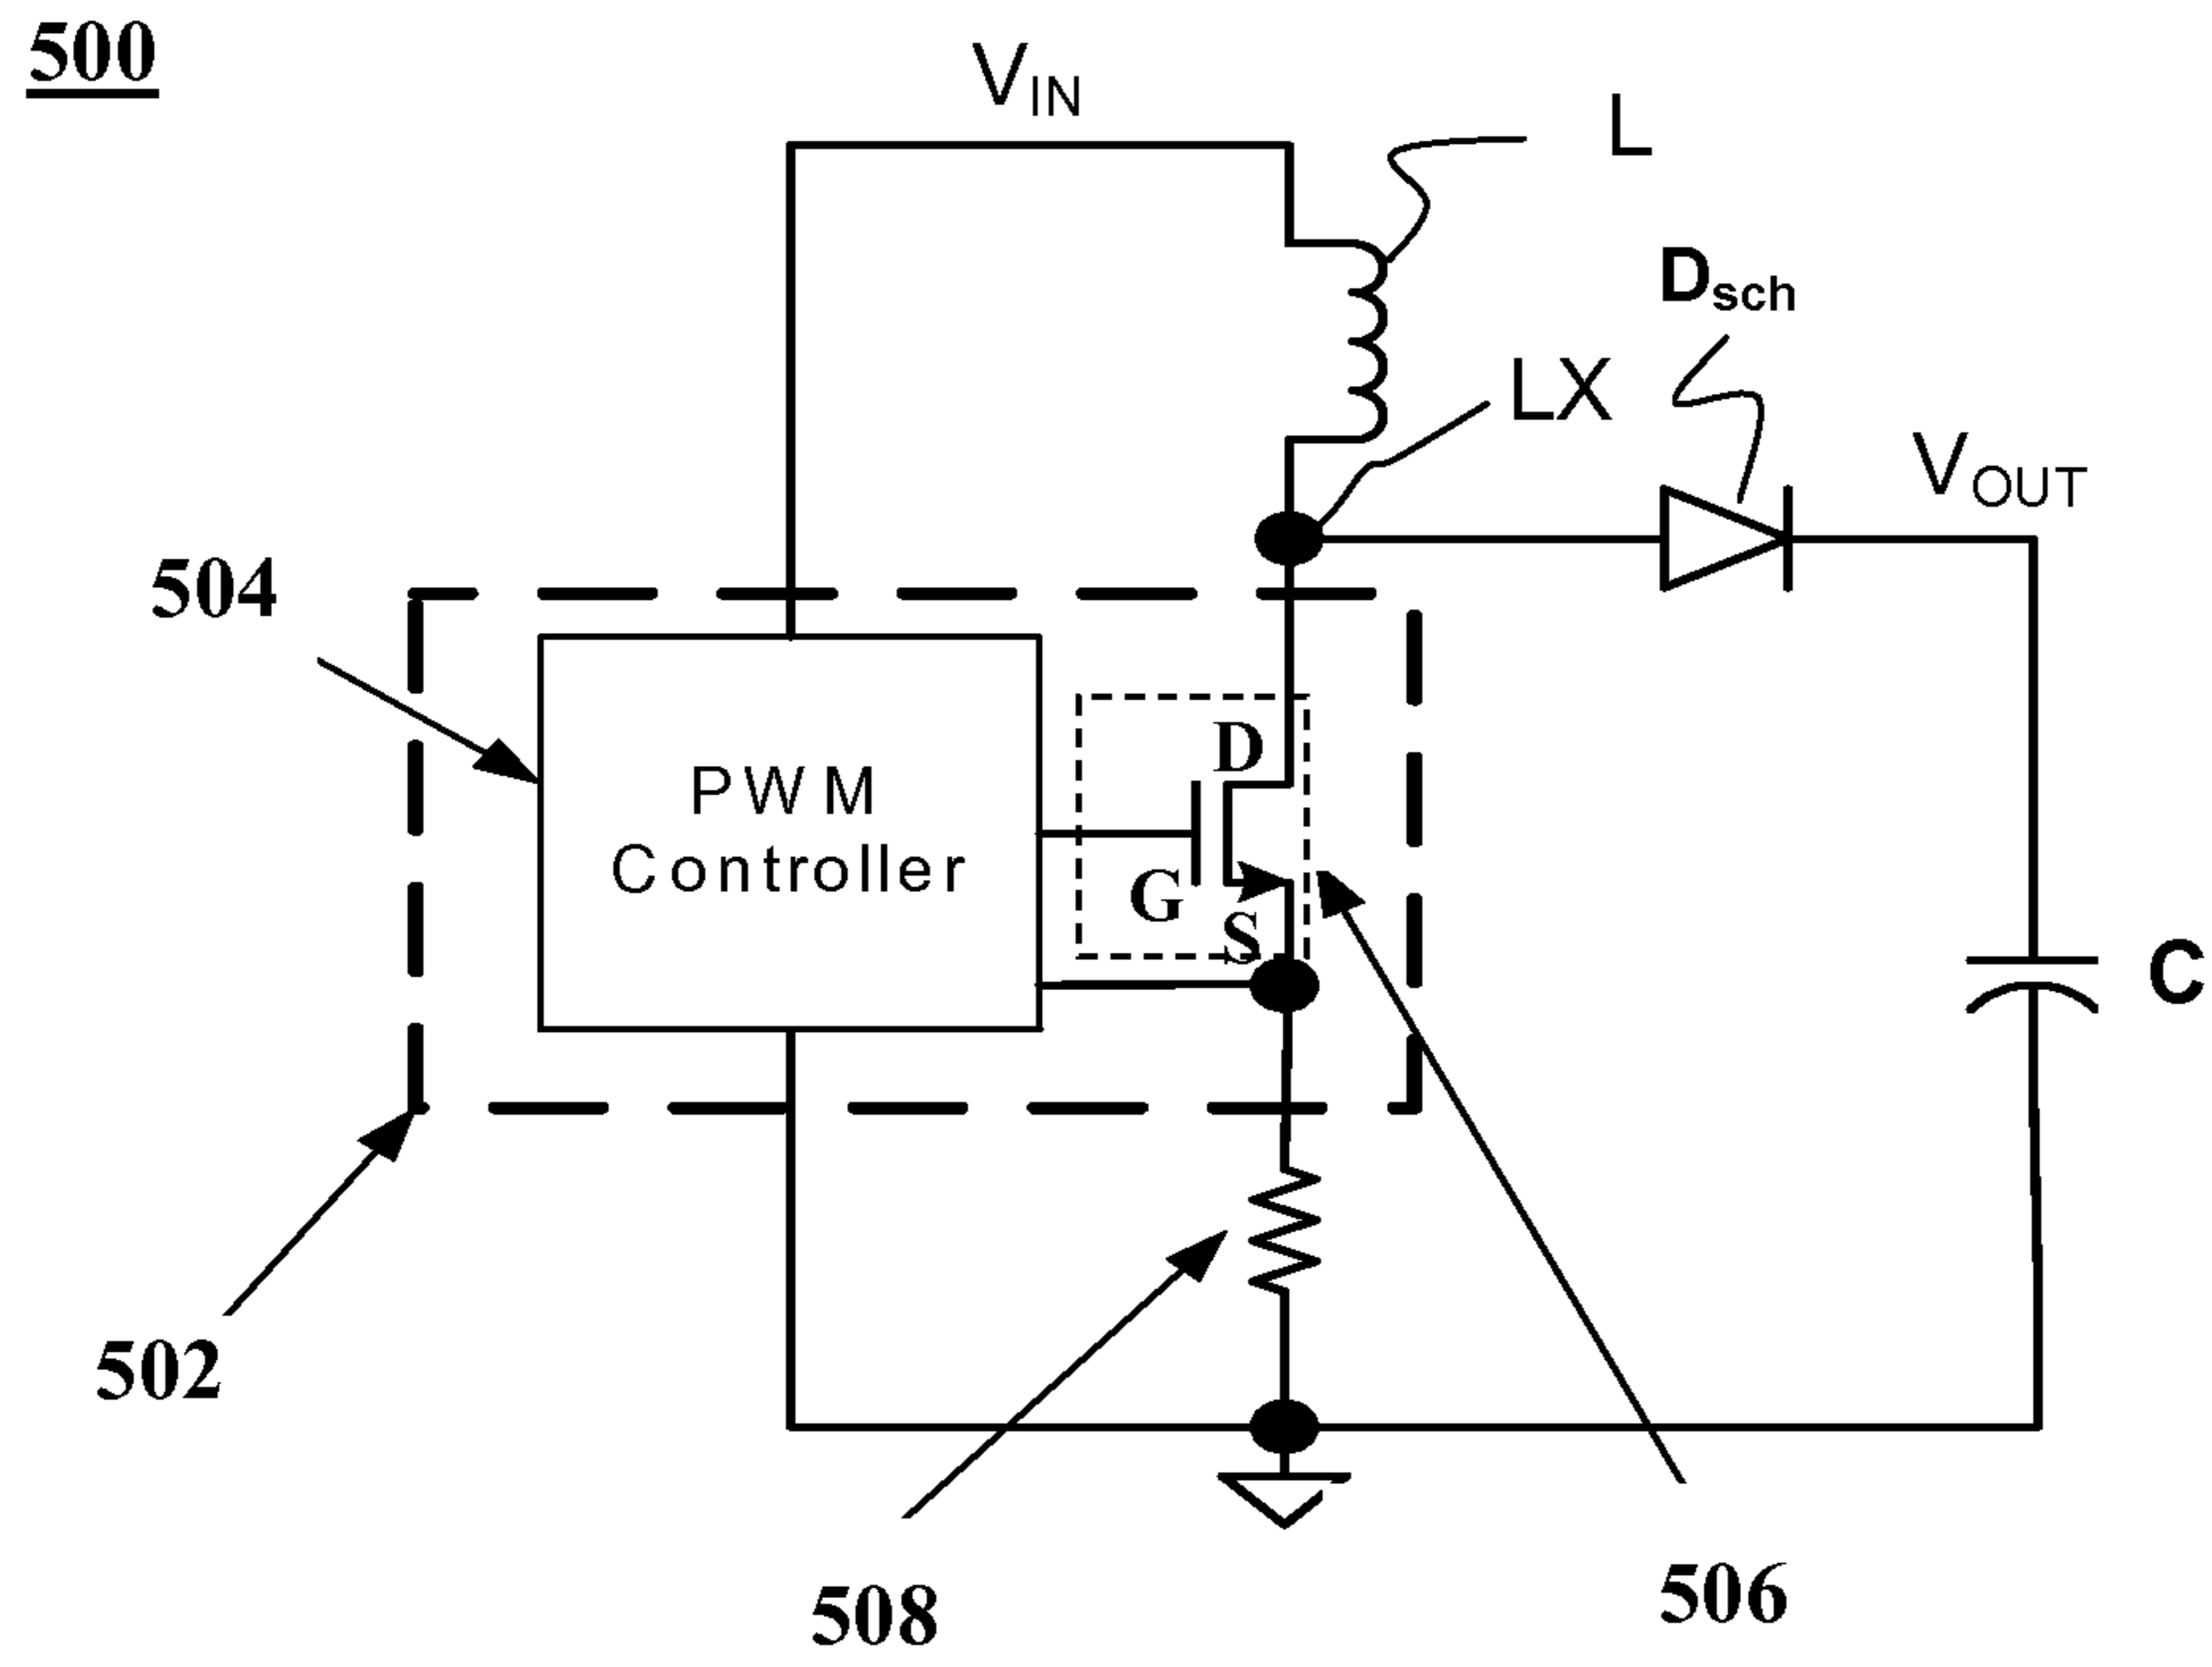 500
VIN
L
Dsch
LX
VOUT
504
D
PWM
Controller
G
S
C
502
508
506